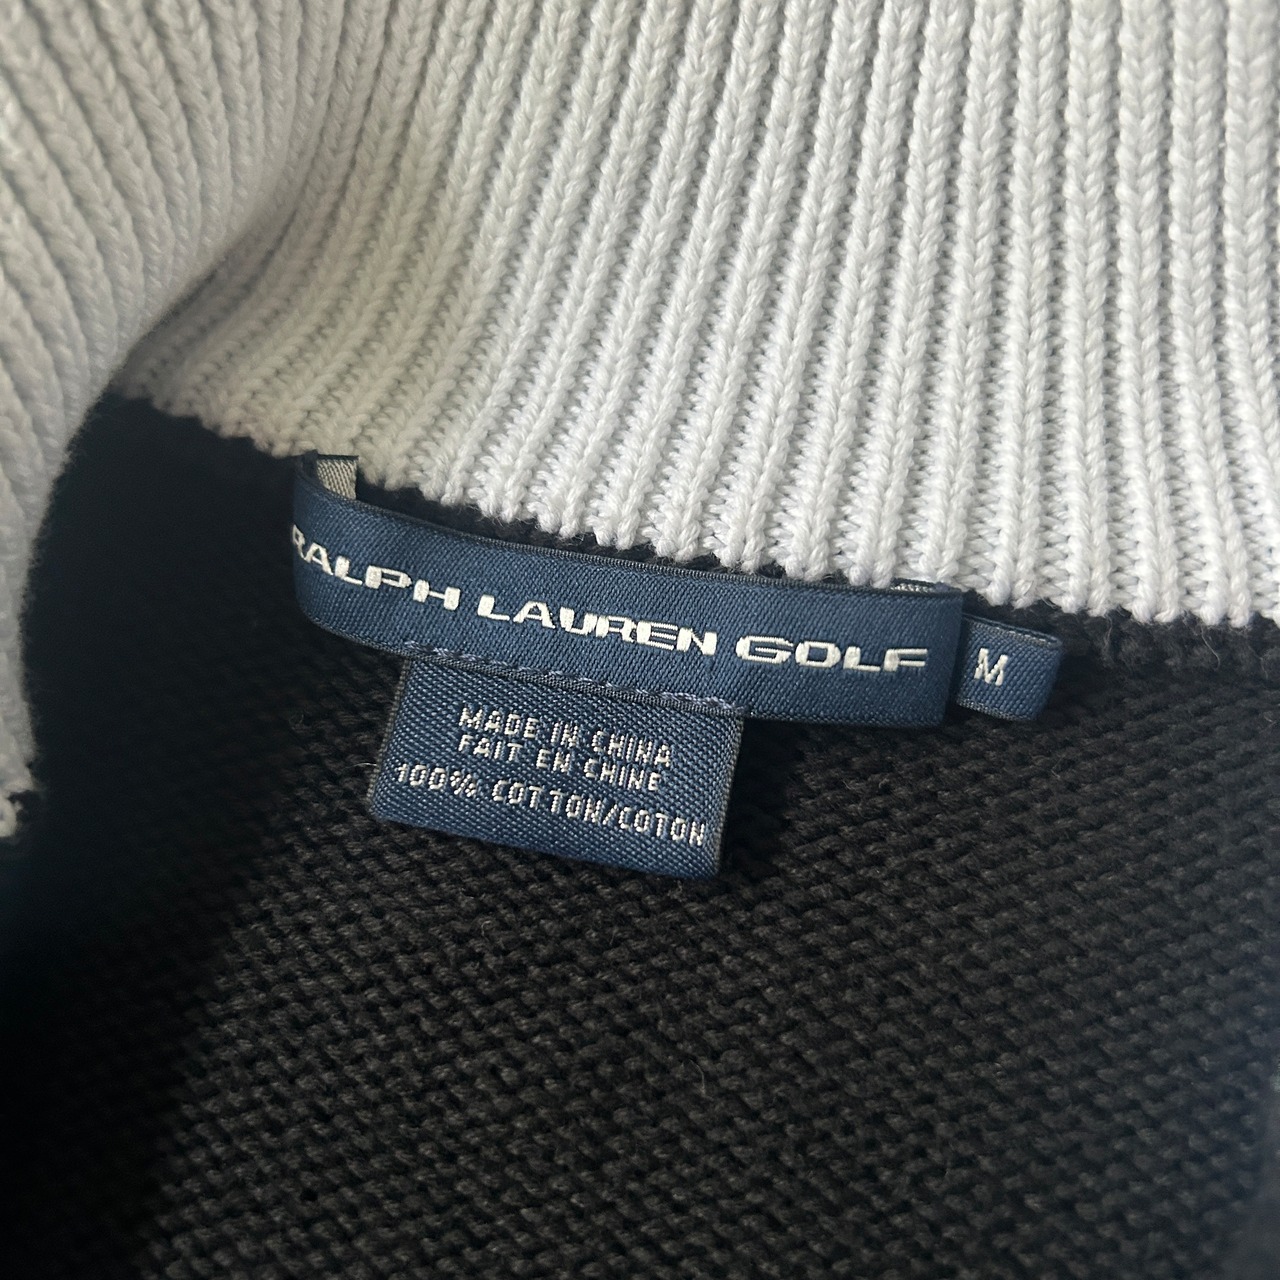 RALPH LAUREN GOLF
M
MADE IN CHINA
FAIT EN CHINE
100% COTTON/COTON